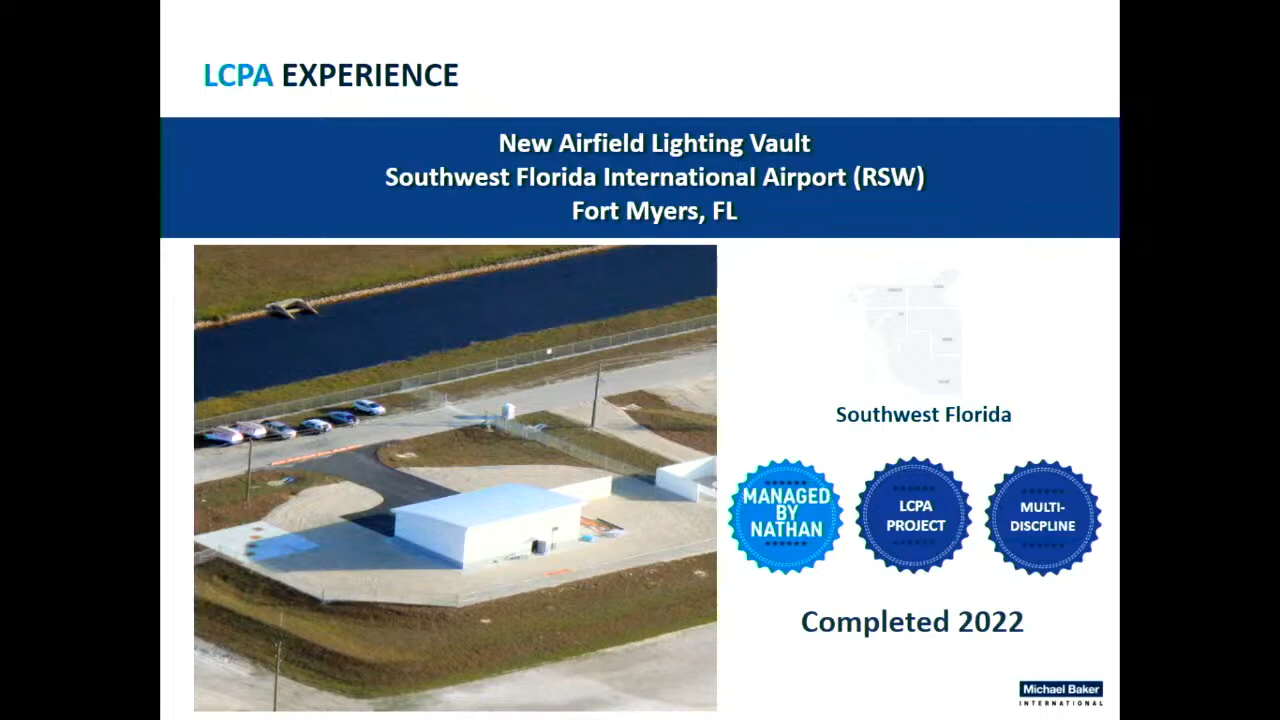 LCPA EXPERIENCE
New Airfield Lighting Vault
Southwest Florida International Airport (RSW)
Fort Myers, FL
Southwest Florida
MANAGED
BY
NATHAN
LCPA
PROJECT
MULTI-
DISCPLINE
Completed 2022
Michael Baker
INTERNATIONAL